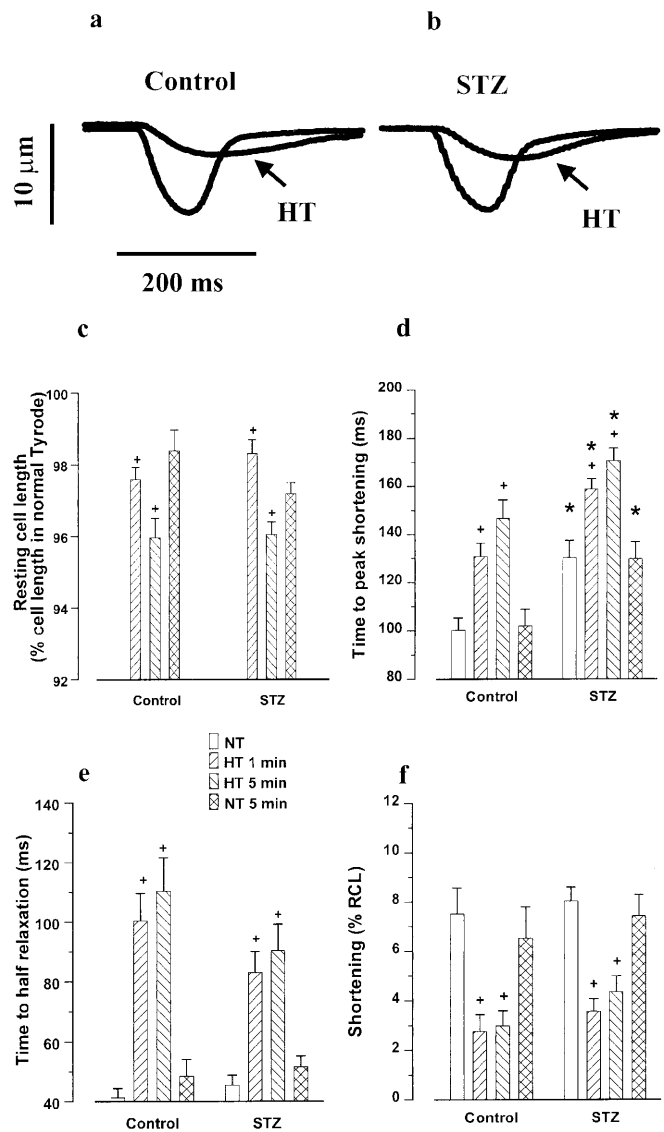 a
b
Control
STZ
10 μm
HT
HT
200 ms
c
d
Resting cell length
(% cell length in normal Tyrode)
100
98
96
94
92
+
+
+
+
Control
STZ
Time to peak shortening (ms)
200
180
160
140
120
100
80
+
+
*
*
+
*
+
*
Control
STZ
NT
HT 1 min
HT 5 min
NT 5 min
e
f
Time to half relaxation (ms)
140
120
100
80
60
40
+
+
+
+
Control
STZ
Shortening (% RCL)
12
10
8
6
4
2
0
+
+
+
+
Control
STZ